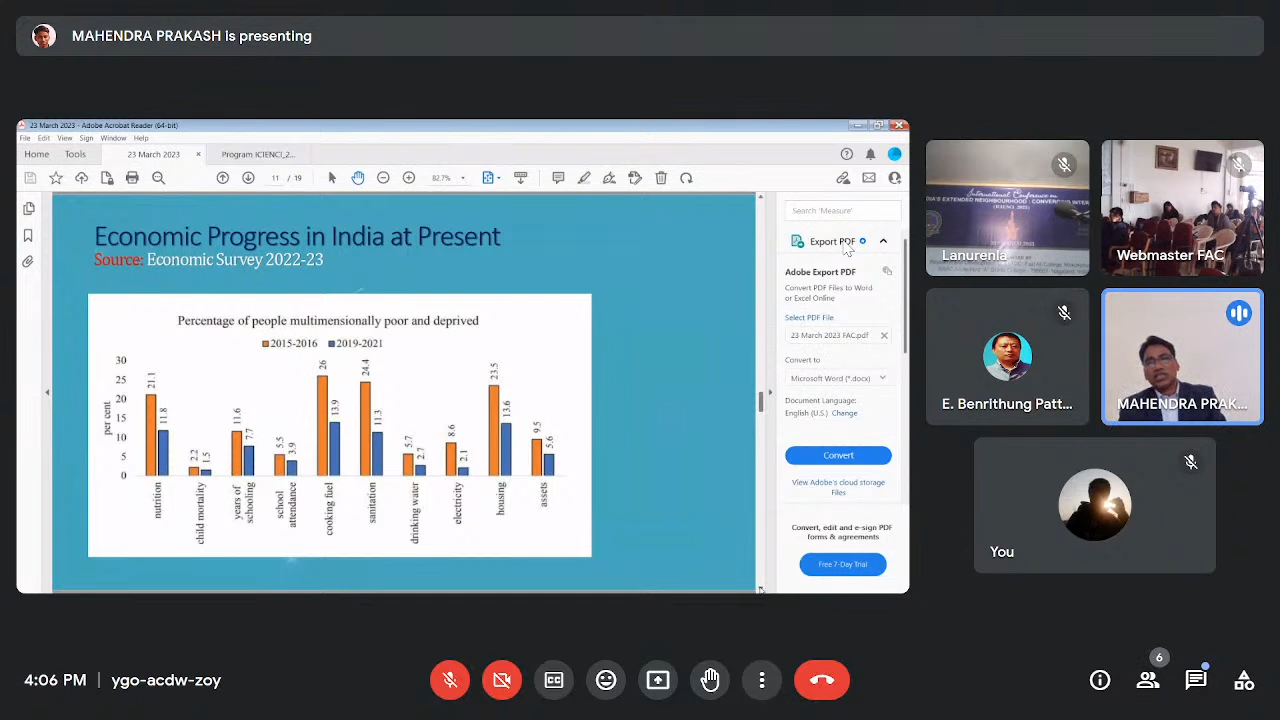 MAHENDRA PRAKASH is presenting
23 March 2023 - Adobe Acrobat Reader (64-bit)
File Edit View Sign Window Help
Home Tools 23 March 2023 × Program ICIENCI_2...
11 / 19 82.7%
Economic Progress in India at Present
Source: Economic Survey 2022-23
Percentage of people multimensionally poor and deprived
2015-2016 2019-2021
per cent
30
25
20
15
10
5
0
21.1 11.8
2.2 1.5
11.6 7.7
5.5 3.9
26 13.9
24.4 11.3
5.7 2.7
8.6 2.1
23.5 13.6
9.5 5.6
nutrition
child mortality
years of
schooling
school
attendance
cooking fuel
sanitation
drinking water
electricity
housing
assets
Search 'Measure'
Export PDF
Adobe Export PDF
Convert PDF Files to Word
or Excel Online
Select PDF File
23 March 2023 FAC.pdf
Convert to
Microsoft Word (*.docx)
Document Language:
English (U.S.) Change
Convert
View Adobe's cloud storage
Files
Convert, edit and e-sign PDF
forms & agreements
Free 7-Day Trial
International Conference on
Lanurenla
Webmaster FAC
E. Benrithung Patt...
MAHENDRA PRAK...
You
4:06 PM | ygo-acdw-zoy
6